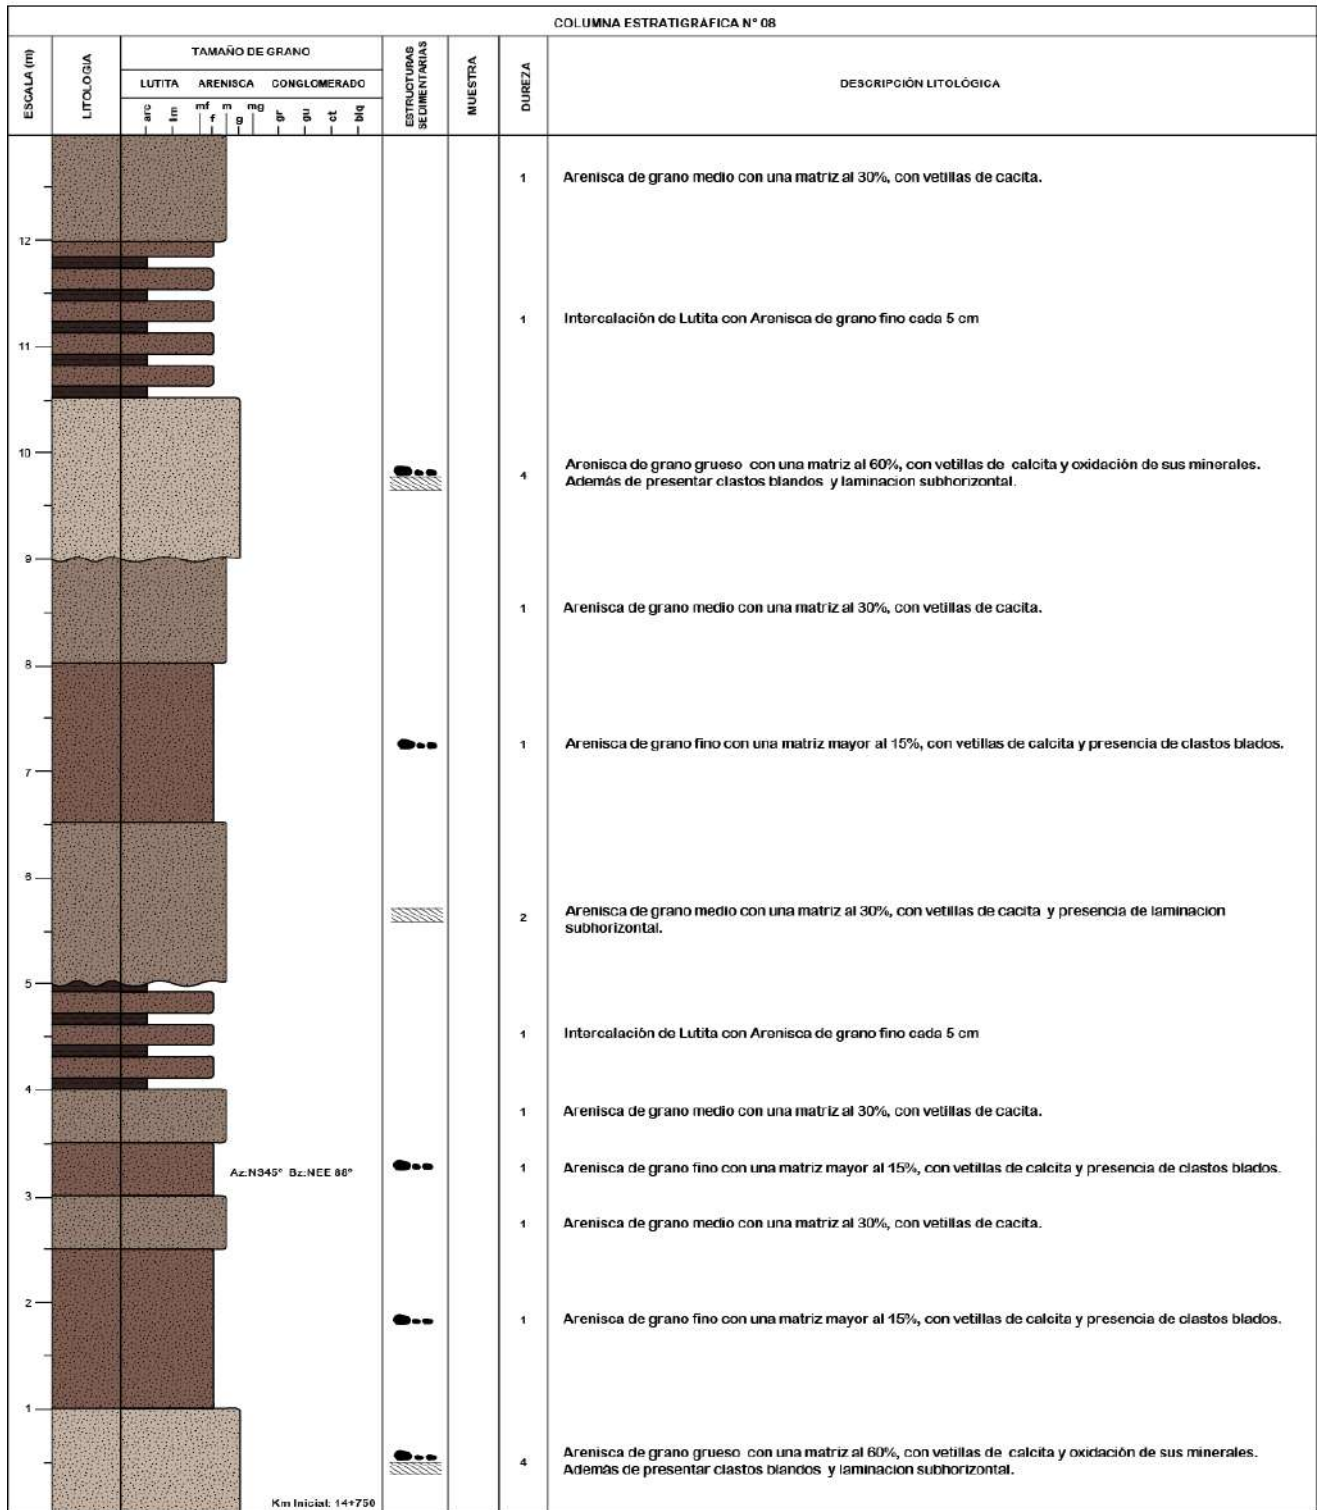 COLUMNA ESTRATIGRÁFICA N° 08
ESCALA (m)
LITOLOGIA
TAMAÑO DE GRANO
LUTITA ARENISCA CONGLOMERADO
arc lm mf f m g mg gr gu ct blq
ESTRUCTURAS
SEDIMENTARIAS
MUESTRA
DUREZA
DESCRIPCIÓN LITOLÓGICA
1 Arenisca de grano medio con una matriz al 30%, con vetillas de cacita.
12
1 Intercalación de Lutita con Arenisca de grano fino cada 5 cm
11
10
4 Arenisca de grano grueso con una matriz al 60%, con vetillas de calcita y oxidación de sus minerales.
Además de presentar clastos blandos y laminacion subhorizontal.
9
1 Arenisca de grano medio con una matriz al 30%, con vetillas de cacita.
8
1 Arenisca de grano fino con una matriz mayor al 15%, con vetillas de calcita y presencia de clastos blados.
7
6
2 Arenisca de grano medio con una matriz al 30%, con vetillas de cacita y presencia de laminacion
subhorizontal.
5
1 Intercalación de Lutita con Arenisca de grano fino cada 5 cm
4
1 Arenisca de grano medio con una matriz al 30%, con vetillas de cacita.
Az:N345° Bz:NEE 88° 1 Arenisca de grano fino con una matriz mayor al 15%, con vetillas de calcita y presencia de clastos blados.
3
1 Arenisca de grano medio con una matriz al 30%, con vetillas de cacita.
2
1 Arenisca de grano fino con una matriz mayor al 15%, con vetillas de calcita y presencia de clastos blados.
1
4 Arenisca de grano grueso con una matriz al 60%, con vetillas de calcita y oxidación de sus minerales.
Además de presentar clastos blandos y laminacion subhorizontal.
Km Inicial: 14+750